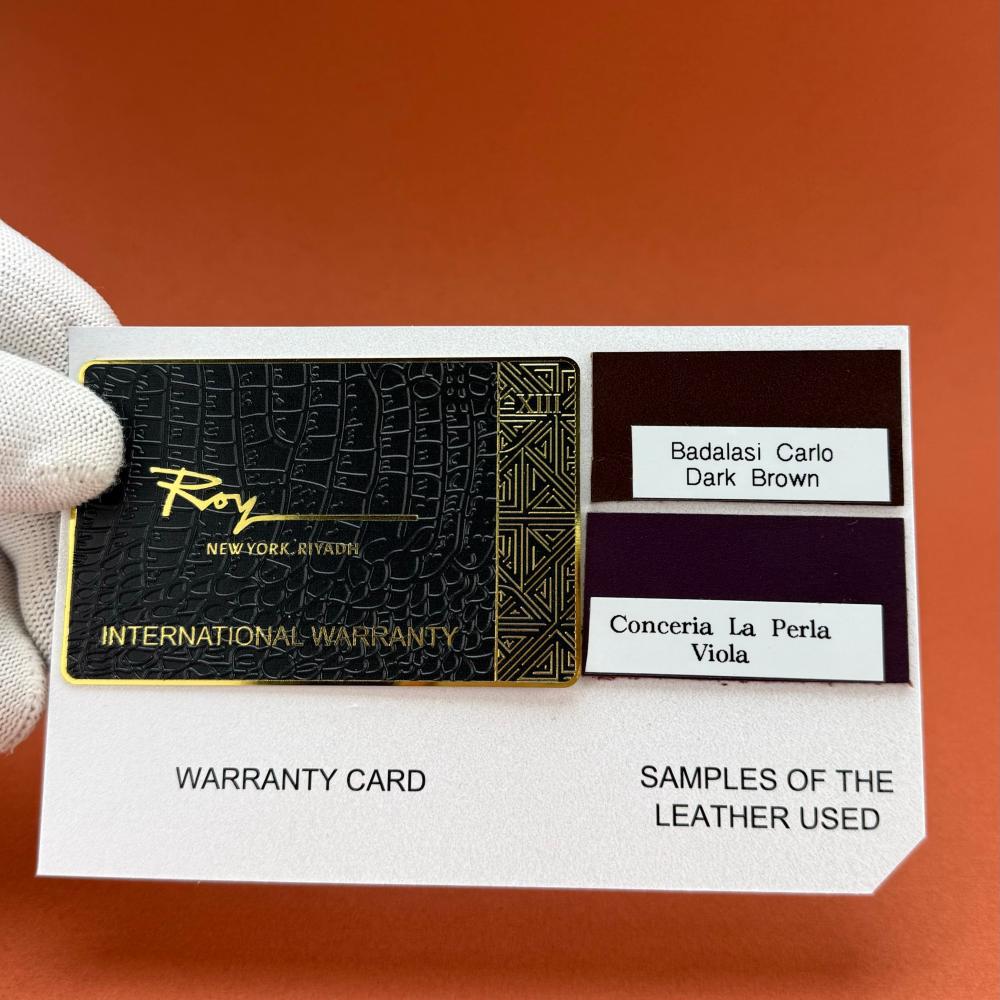 XIII
Roy
NEW YORK. RIYADH
INTERNATIONAL WARRANTY
Badalasi Carlo
Dark Brown
Conceria La Perla
Viola
WARRANTY CARD
SAMPLES OF THE
LEATHER USED